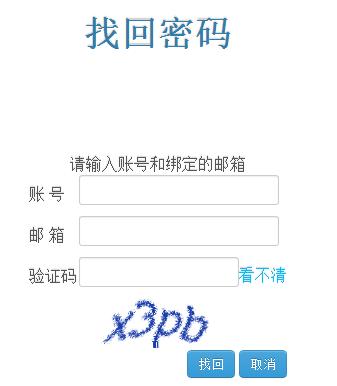 找回密码
请输入账号和绑定的邮箱
账 号
邮 箱
验证码 看不清
x3pb
找回 取消